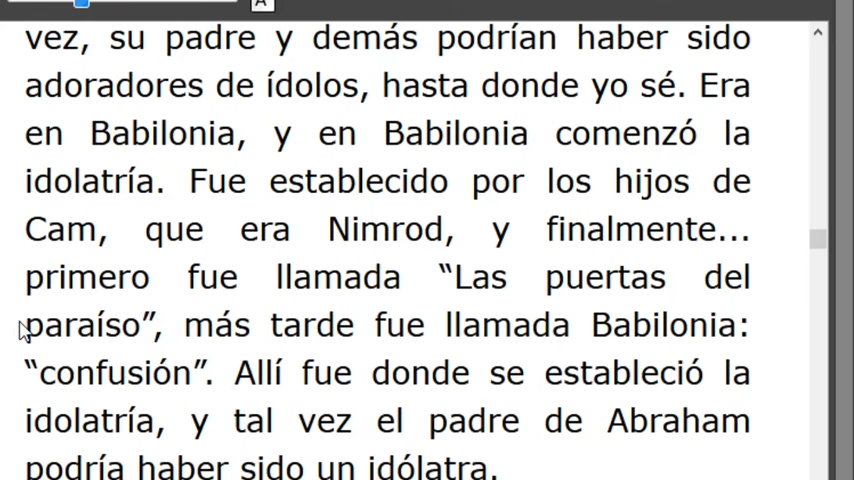 A
vez, su padre y demás podrían haber sido
adoradores de ídolos, hasta donde yo sé. Era
en Babilonia, y en Babilonia comenzó la
idolatría. Fue establecido por los hijos de
Cam, que era Nimrod, y finalmente...
primero fue llamada “Las puertas del
paraíso”, más tarde fue llamada Babilonia:
“confusión”. Allí fue donde se estableció la
idolatría, y tal vez el padre de Abraham
podría haber sido un idólatra.